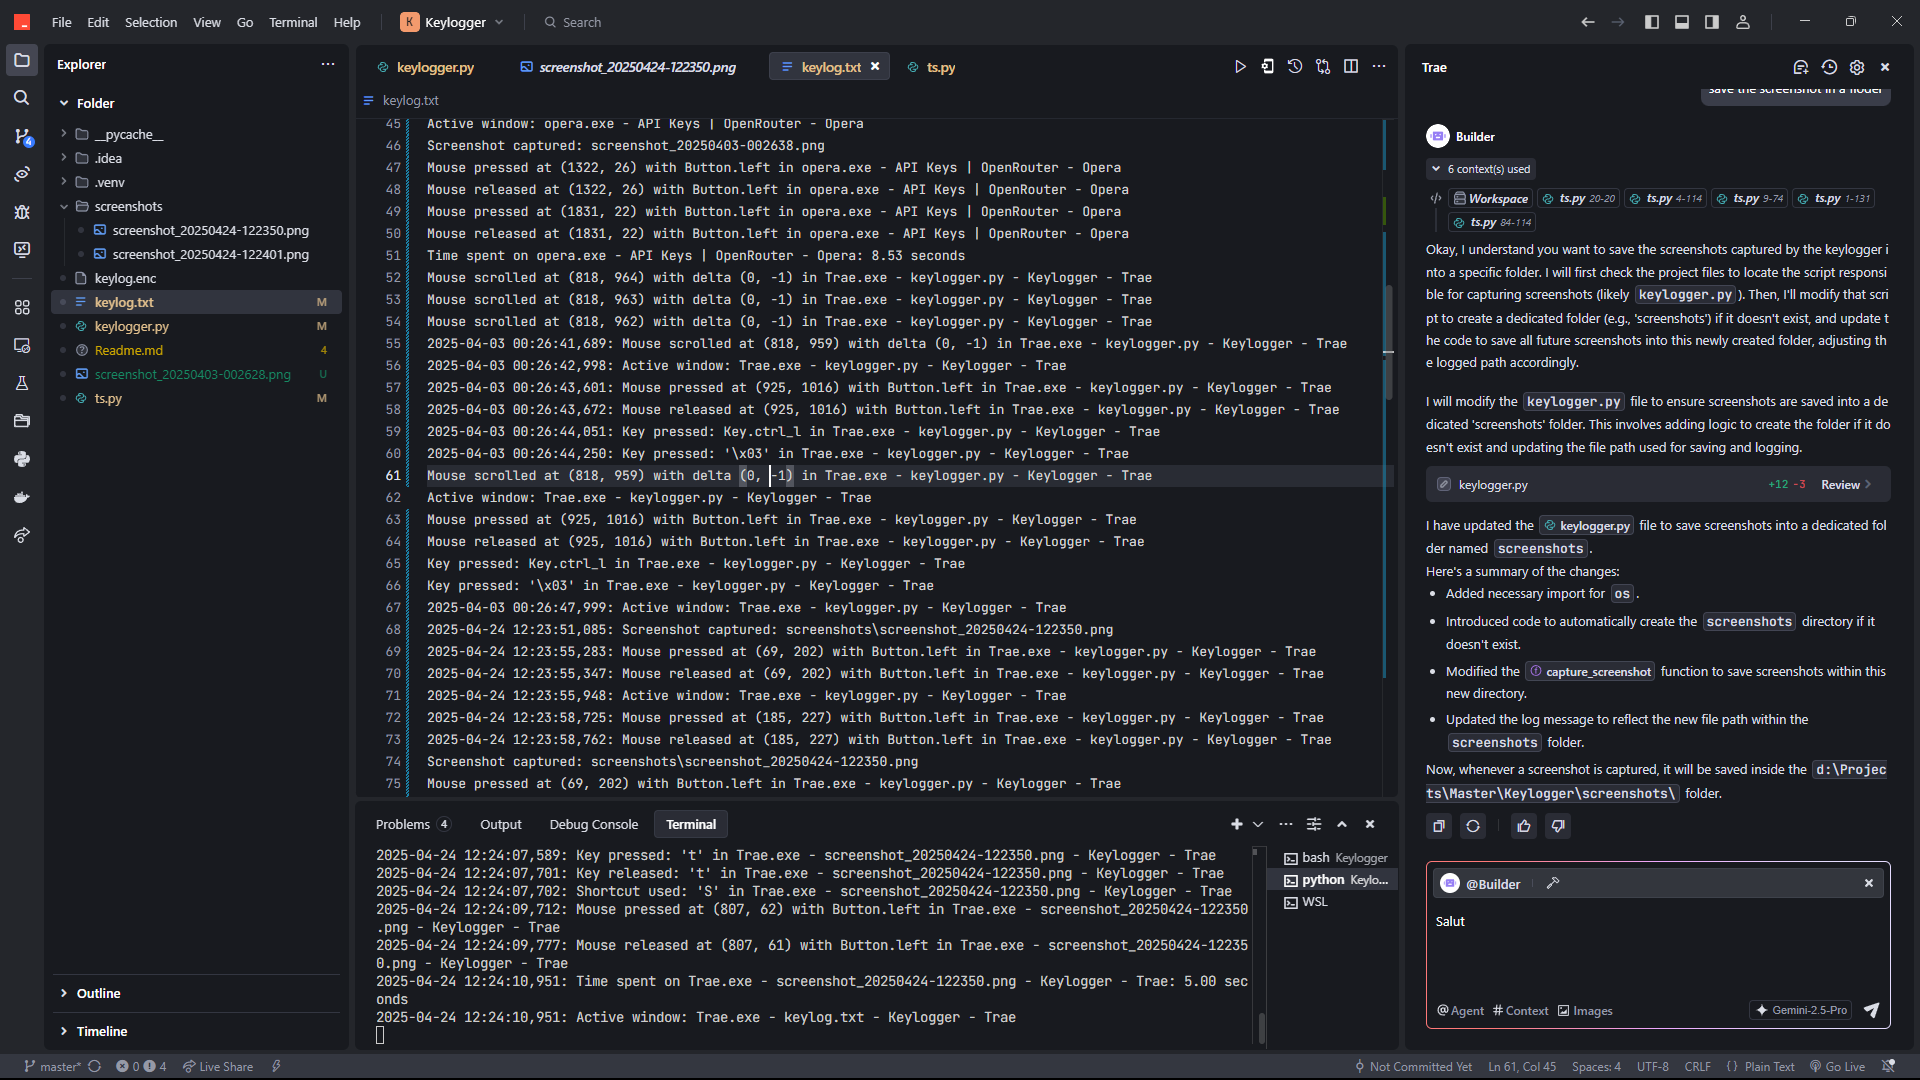 File Edit Selection View Go Terminal Help
K Keylogger
Search
Explorer
Folder
__pycache__
.idea
.venv
screenshots
screenshot_20250424-122350.png
screenshot_20250424-122401.png
keylog.enc
keylog.txt M
keylogger.py M
Readme.md 4
screenshot_20250403-002628.png U
ts.py M
Outline
Timeline
keylogger.py screenshot_20250424-122350.png keylog.txt ts.py
keylog.txt
45 Active window: opera.exe - API Keys | OpenRouter - Opera
46 Screenshot captured: screenshot_20250403-002638.png
47 Mouse pressed at (1322, 26) with Button.left in opera.exe - API Keys | OpenRouter - Opera
48 Mouse released at (1322, 26) with Button.left in opera.exe - API Keys | OpenRouter - Opera
49 Mouse pressed at (1831, 22) with Button.left in opera.exe - API Keys | OpenRouter - Opera
50 Mouse released at (1831, 22) with Button.left in opera.exe - API Keys | OpenRouter - Opera
51 Time spent on opera.exe - API Keys | OpenRouter - Opera: 8.53 seconds
52 Mouse scrolled at (818, 964) with delta (0, -1) in Trae.exe - keylogger.py - Keylogger - Trae
53 Mouse scrolled at (818, 963) with delta (0, -1) in Trae.exe - keylogger.py - Keylogger - Trae
54 Mouse scrolled at (818, 962) with delta (0, -1) in Trae.exe - keylogger.py - Keylogger - Trae
55 2025-04-03 00:26:41,689: Mouse scrolled at (818, 959) with delta (0, -1) in Trae.exe - keylogger.py - Keylogger - Trae
56 2025-04-03 00:26:42,998: Active window: Trae.exe - keylogger.py - Keylogger - Trae
57 2025-04-03 00:26:43,601: Mouse pressed at (925, 1016) with Button.left in Trae.exe - keylogger.py - Keylogger - Trae
58 2025-04-03 00:26:43,672: Mouse released at (925, 1016) with Button.left in Trae.exe - keylogger.py - Keylogger - Trae
59 2025-04-03 00:26:44,051: Key pressed: Key.ctrl_l in Trae.exe - keylogger.py - Keylogger - Trae
60 2025-04-03 00:26:44,250: Key pressed: '\x03' in Trae.exe - keylogger.py - Keylogger - Trae
61 Mouse scrolled at (818, 959) with delta (0, -1) in Trae.exe - keylogger.py - Keylogger - Trae
62 Active window: Trae.exe - keylogger.py - Keylogger - Trae
63 Mouse pressed at (925, 1016) with Button.left in Trae.exe - keylogger.py - Keylogger - Trae
64 Mouse released at (925, 1016) with Button.left in Trae.exe - keylogger.py - Keylogger - Trae
65 Key pressed: Key.ctrl_l in Trae.exe - keylogger.py - Keylogger - Trae
66 Key pressed: '\x03' in Trae.exe - keylogger.py - Keylogger - Trae
67 2025-04-03 00:26:47,999: Active window: Trae.exe - keylogger.py - Keylogger - Trae
68 2025-04-24 12:23:51,085: Screenshot captured: screenshots\screenshot_20250424-122350.png
69 2025-04-24 12:23:55,283: Mouse pressed at (69, 202) with Button.left in Trae.exe - keylogger.py - Keylogger - Trae
70 2025-04-24 12:23:55,347: Mouse released at (69, 202) with Button.left in Trae.exe - keylogger.py - Keylogger - Trae
71 2025-04-24 12:23:55,948: Active window: Trae.exe - keylogger.py - Keylogger - Trae
72 2025-04-24 12:23:58,725: Mouse pressed at (185, 227) with Button.left in Trae.exe - keylogger.py - Keylogger - Trae
73 2025-04-24 12:23:58,762: Mouse released at (185, 227) with Button.left in Trae.exe - keylogger.py - Keylogger - Trae
74 Screenshot captured: screenshots\screenshot_20250424-122350.png
75 Mouse pressed at (69, 202) with Button.left in Trae.exe - keylogger.py - Keylogger - Trae
Problems 4 Output Debug Console Terminal
2025-04-24 12:24:07,589: Key pressed: 't' in Trae.exe - screenshot_20250424-122350.png - Keylogger - Trae
2025-04-24 12:24:07,701: Key released: 't' in Trae.exe - screenshot_20250424-122350.png - Keylogger - Trae
2025-04-24 12:24:07,702: Shortcut used: 'S' in Trae.exe - screenshot_20250424-122350.png - Keylogger - Trae
2025-04-24 12:24:09,712: Mouse pressed at (807, 62) with Button.left in Trae.exe - screenshot_20250424-122350
.png - Keylogger - Trae
2025-04-24 12:24:09,777: Mouse released at (807, 61) with Button.left in Trae.exe - screenshot_20250424-12235
0.png - Keylogger - Trae
2025-04-24 12:24:10,951: Time spent on Trae.exe - screenshot_20250424-122350.png - Keylogger - Trae: 5.00 sec
onds
2025-04-24 12:24:10,951: Active window: Trae.exe - keylog.txt - Keylogger - Trae
bash Keylogger
python Keylo...
WSL
Trae
save the screenshot in a floder
Builder
6 context(s) used
Workspace ts.py 20-20 ts.py 4-114 ts.py 9-74 ts.py 1-131
ts.py 84-114
Okay, I understand you want to save the screenshots captured by the keylogger i
nto a specific folder. I will first check the project files to locate the script responsi
ble for capturing screenshots (likely keylogger.py ). Then, I'll modify that scri
pt to create a dedicated folder (e.g., 'screenshots') if it doesn't exist, and update t
he code to save all future screenshots into this newly created folder, adjusting th
e logged path accordingly.
I will modify the keylogger.py file to ensure screenshots are saved into a de
dicated 'screenshots' folder. This involves adding logic to create the folder if it do
esn't exist and updating the file path used for saving and logging.
keylogger.py +12 -3 Review
I have updated the keylogger.py file to save screenshots into a dedicated fol
der named screenshots .
Here's a summary of the changes:
• Added necessary import for os .
• Introduced code to automatically create the screenshots directory if it
doesn't exist.
• Modified the capture_screenshot function to save screenshots within this
new directory.
• Updated the log message to reflect the new file path within the
screenshots folder.
Now, whenever a screenshot is captured, it will be saved inside the d:\Projec
ts\Master\Keylogger\screenshots\ folder.
@Builder
Salut
@Agent # Context Images
Gemini-2.5-Pro
master* 0 4 Live Share
Not Committed Yet Ln 61, Col 45 Spaces: 4 UTF-8 CRLF {} Plain Text Go Live